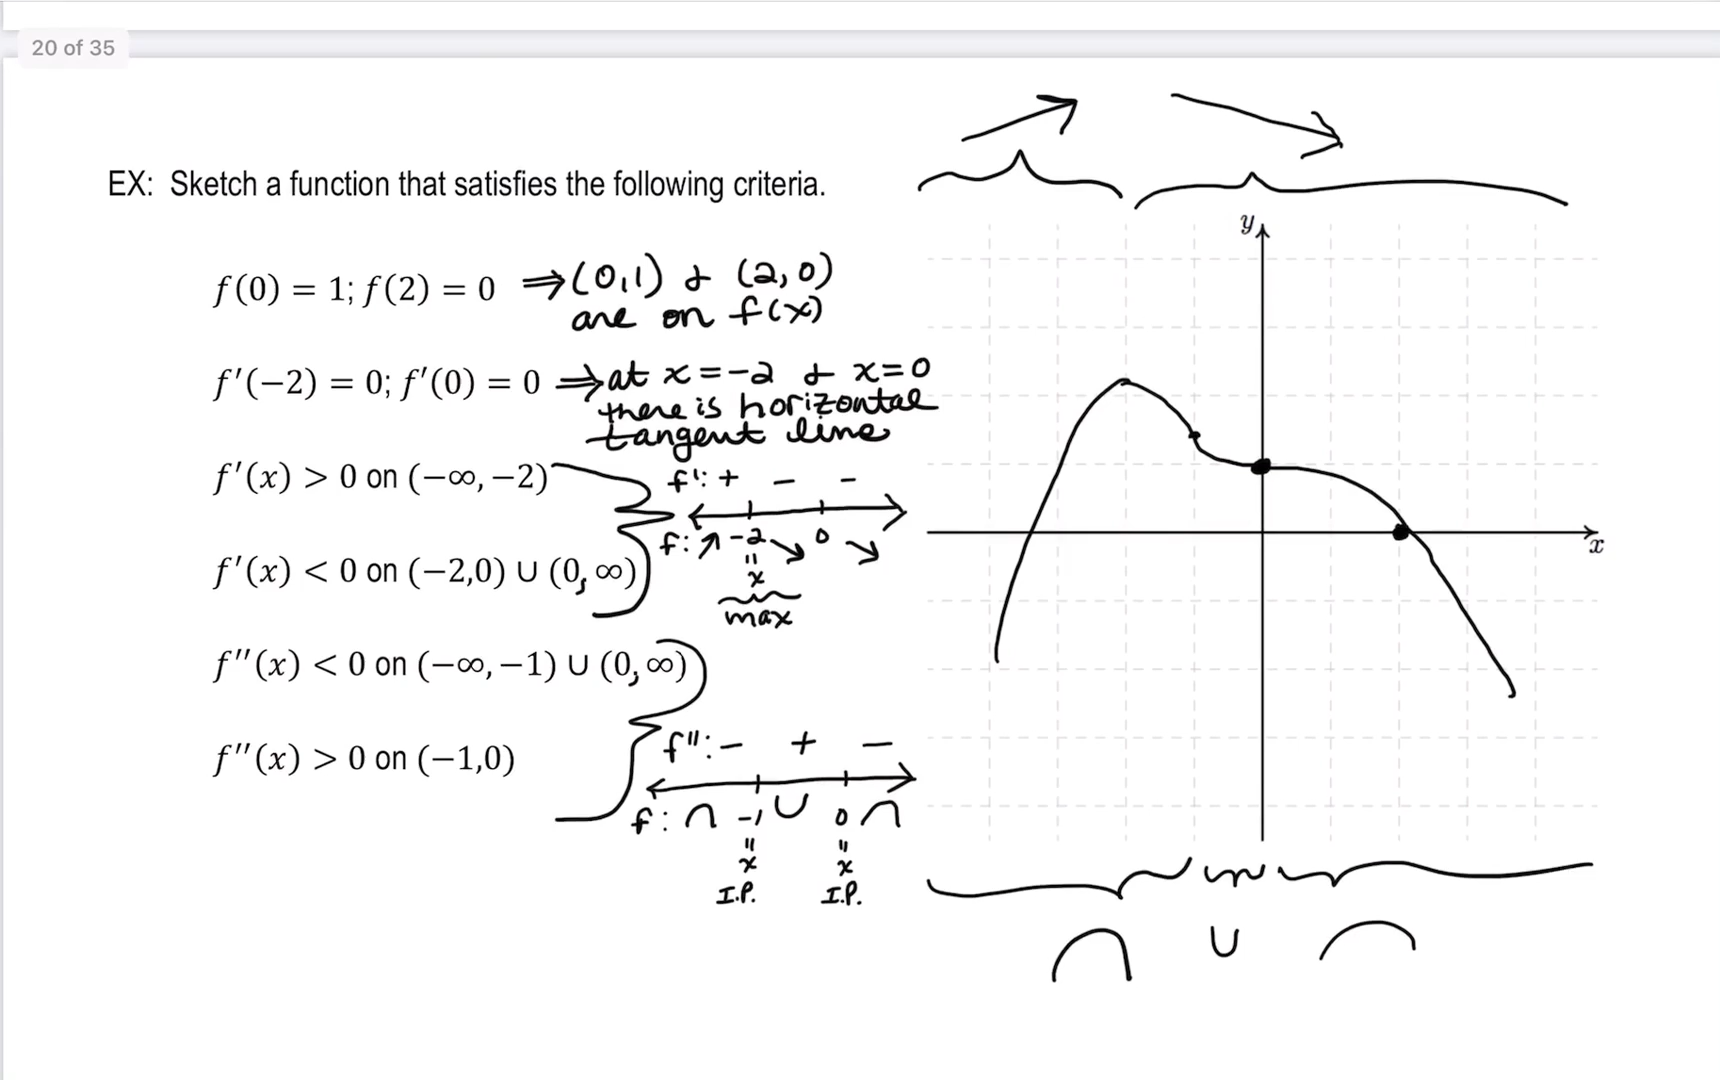 20 of 35
EX: Sketch a function that satisfies the following criteria.
f(0) = 1; f(2) = 0 ⇒ (0,1) & (2,0)
are on f(x)
f′(−2) = 0; f′(0) = 0 ⇒ at x = -2 & x = 0
there is horizontal
tangent line
f′(x) > 0 on (−∞, −2)
f′: + − −
f: ↗ -2 ↘ 0 ↘
"
x
max
f′(x) < 0 on (−2,0) ∪ (0, ∞)
f″(x) < 0 on (−∞, −1) ∪ (0, ∞)
f″(x) > 0 on (−1,0)
f″: − + −
f: ∩ -1 ∪ 0 ∩
" "
x x
I.P. I.P.
y
x
∩ ∪ ∩